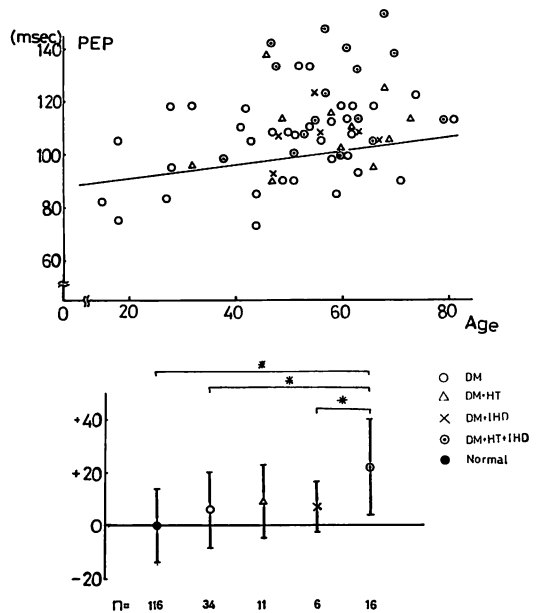 (msec) PEP
140
120
100
80
60
0 20 40 60 80
Age
* 
*
*
+40
+20
0
-20
n= 116 34 11 6 16
DM
DM+HT
DM+IHD
DM+HT+IHD
Normal